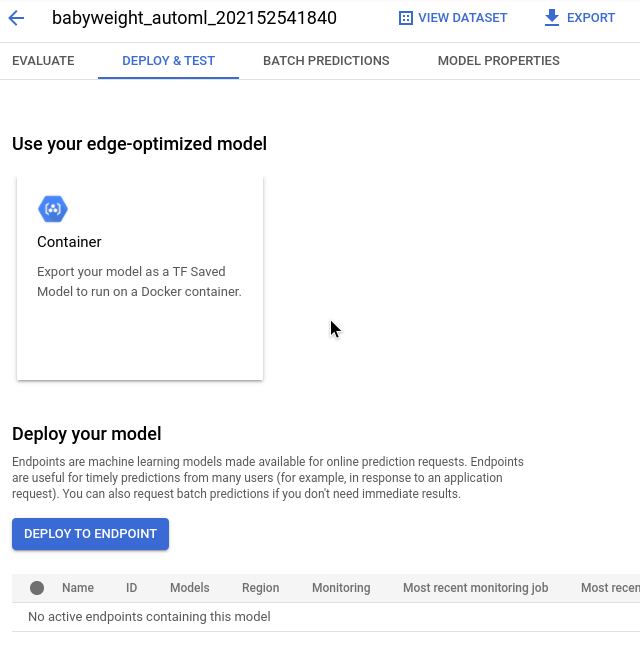 babyweight_automl_202152541840 VIEW DATASET EXPORT
EVALUATE DEPLOY & TEST BATCH PREDICTIONS MODEL PROPERTIES
Use your edge-optimized model
Container
Export your model as a TF Saved
Model to run on a Docker container.
Deploy your model
Endpoints are machine learning models made available for online prediction requests. Endpoints
are useful for timely predictions from many users (for example, in response to an application
request). You can also request batch predictions if you don't need immediate results.
DEPLOY TO ENDPOINT
Name ID Models Region Monitoring Most recent monitoring job Most recen
No active endpoints containing this model